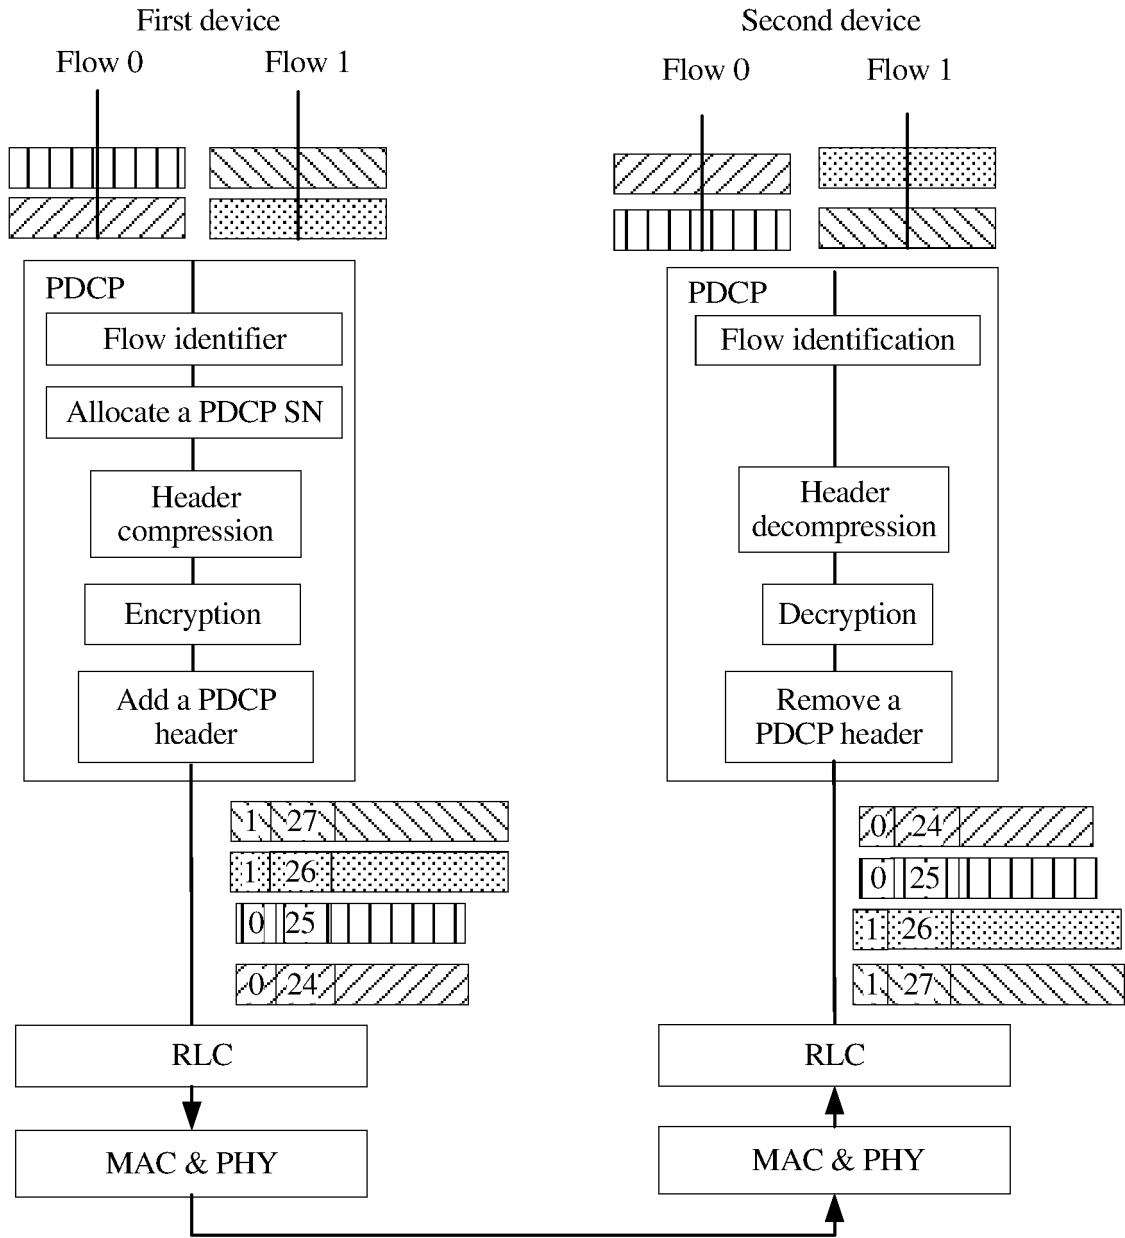 First device
Flow 0 Flow 1
PDCP
Flow identifier
Allocate a PDCP SN
Header
compression
Encryption
Add a PDCP
header
1 27
1 26
0 25
0 24
RLC
MAC & PHY
Second device
Flow 0 Flow 1
PDCP
Flow identification
Header
decompression
Decryption
Remove a
PDCP header
0 24
0 25
1 26
1 27
RLC
MAC & PHY